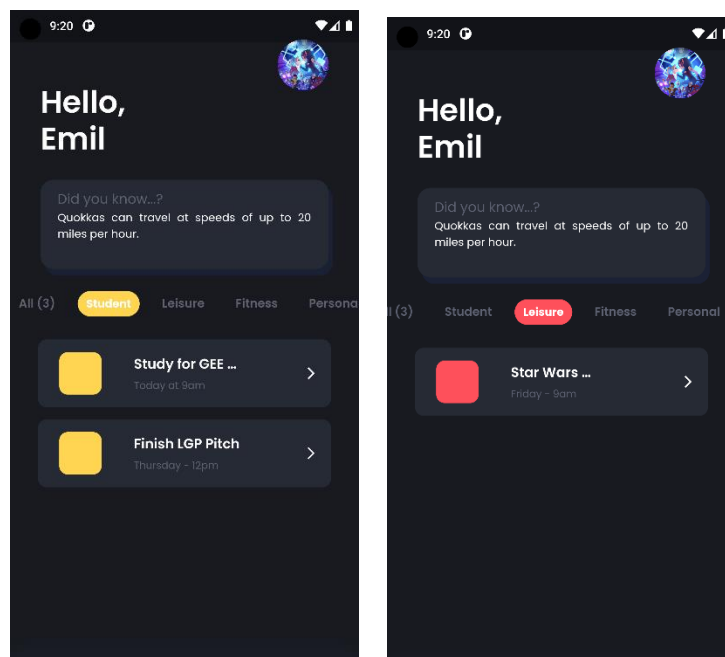 9:20
Hello,
Emil
Did you know...?
Quokkas can travel at speeds of up to 20
miles per hour.
All (3) Student Leisure Fitness Persona
Study for GEE ...
Today at 9am
Finish LGP Pitch
Thursday - 12pm
9:20
Hello,
Emil
Did you know...?
Quokkas can travel at speeds of up to 20
miles per hour.
ll (3) Student Leisure Fitness Personal
Star Wars ...
Friday - 9am